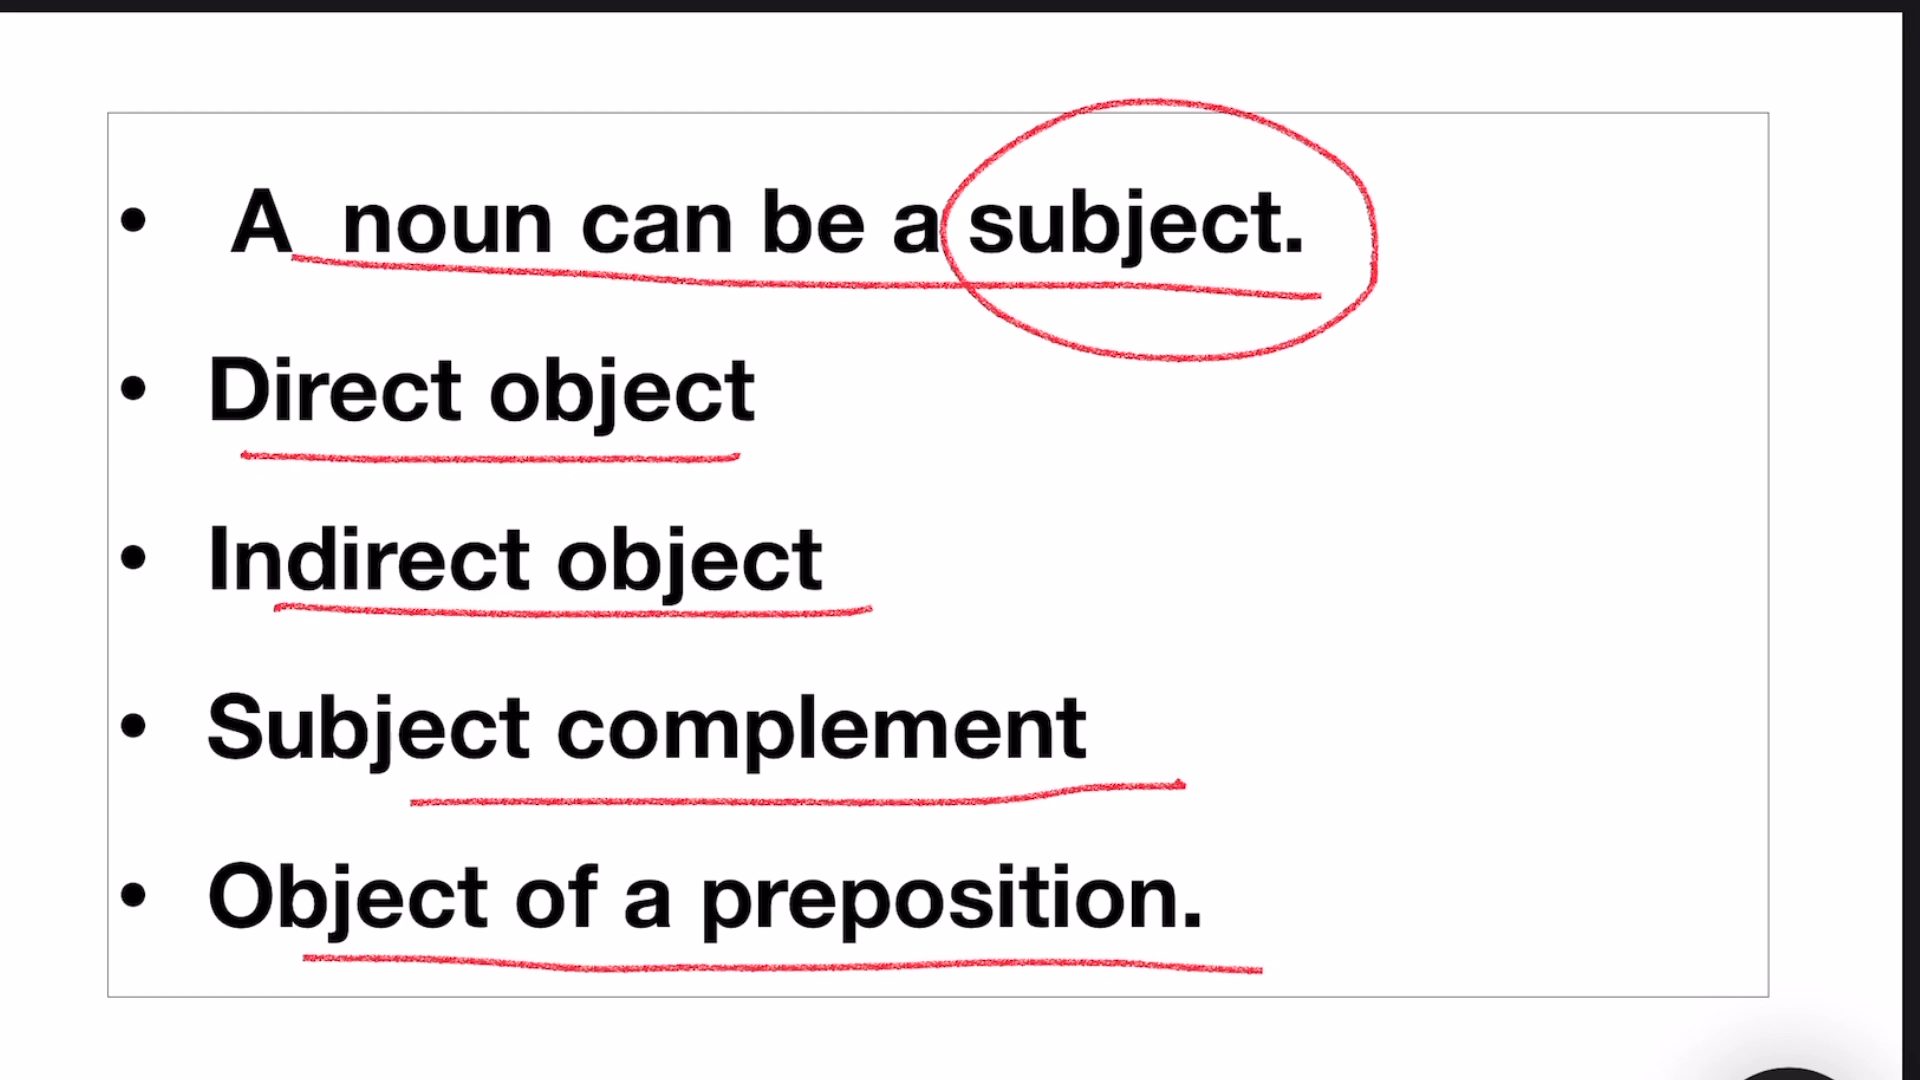 • A noun can be a subject.
• Direct object
• Indirect object
• Subject complement
• Object of a preposition.